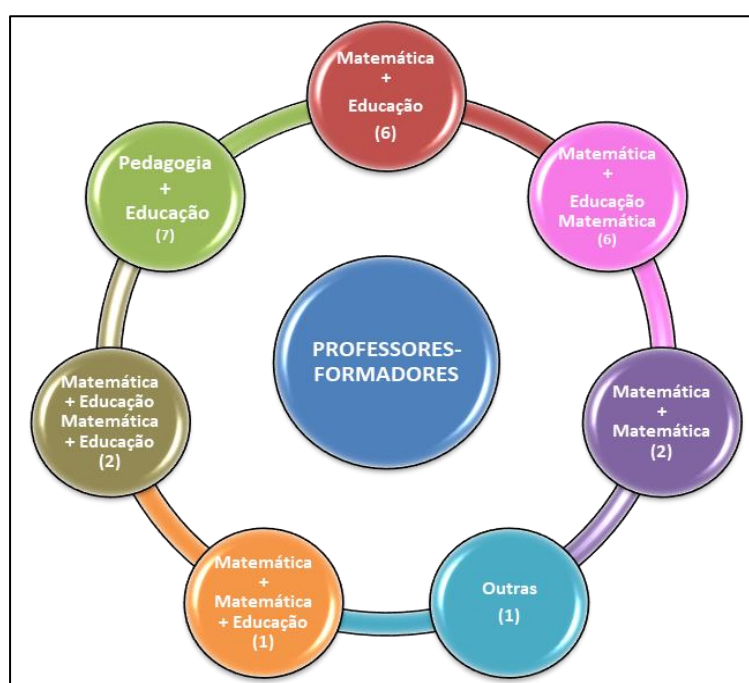 Matemática
+
Educação
(6)
Matemática
+
Educação
Matemática
(6)
Matemática
+
Matemática
(2)
Outras
(1)
Matemática
+
Matemática
+ Educação
(1)
Matemática
+ Educação
Matemática
+ Educação
(2)
Pedagogia
+
Educação
(7)
PROFESSORES-
FORMADORES